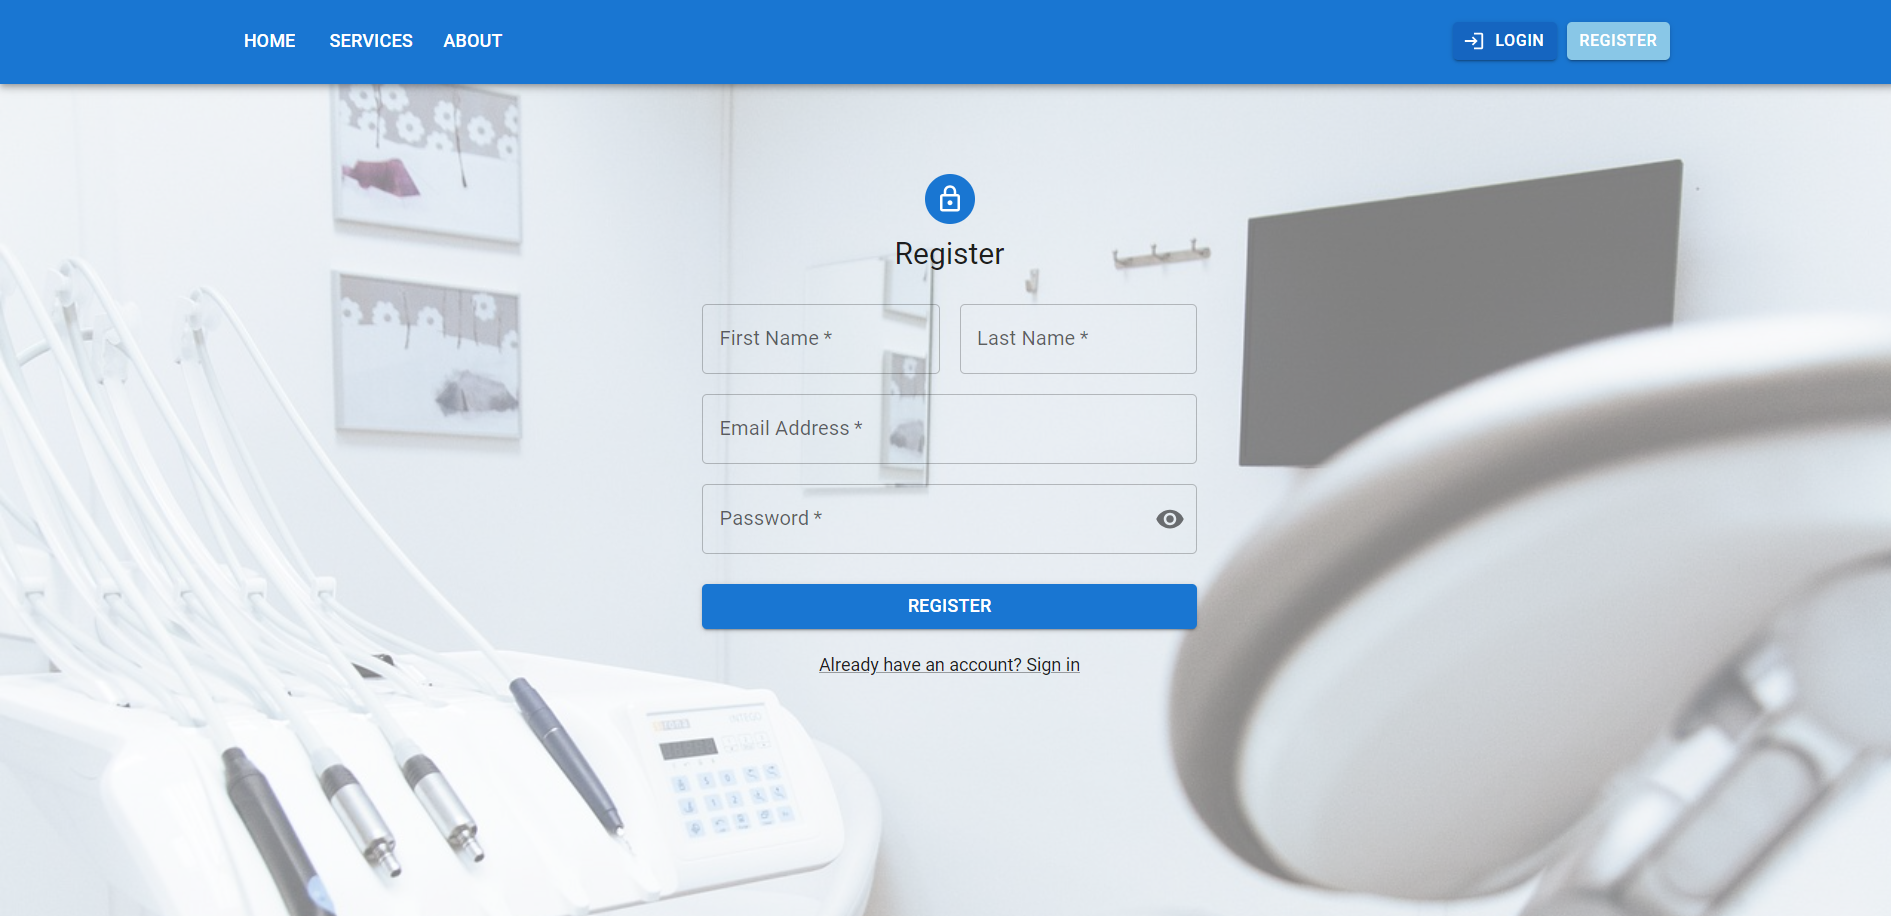 HOME SERVICES ABOUT LOGIN REGISTER
Register
First Name * Last Name *
Email Address *
Password *
REGISTER
Already have an account? Sign in
INTEGO